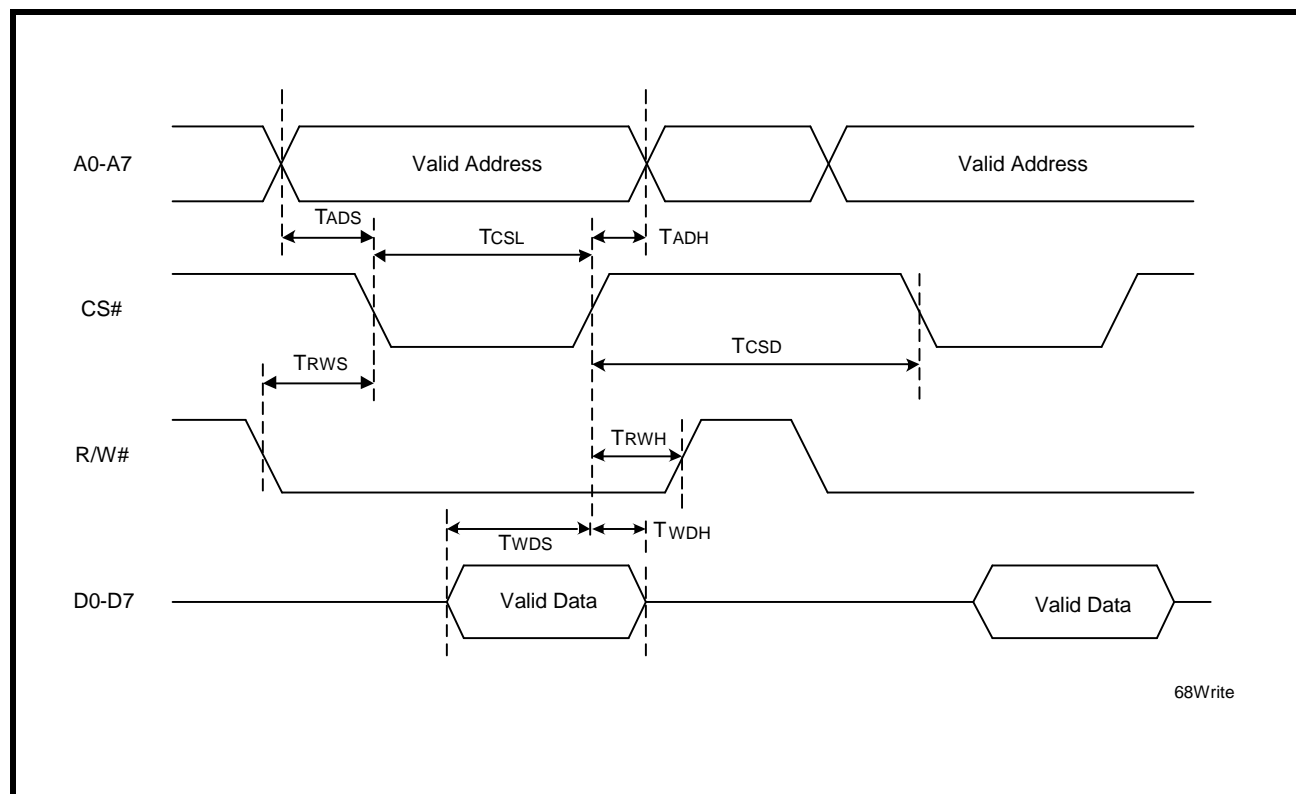 A0-A7
Valid Address
Valid Address
TADS
TCSL
TADH
CS#
TRWS
TCSD
R/W#
TRWH
TWDS
TWDH
D0-D7
Valid Data
Valid Data
68Write